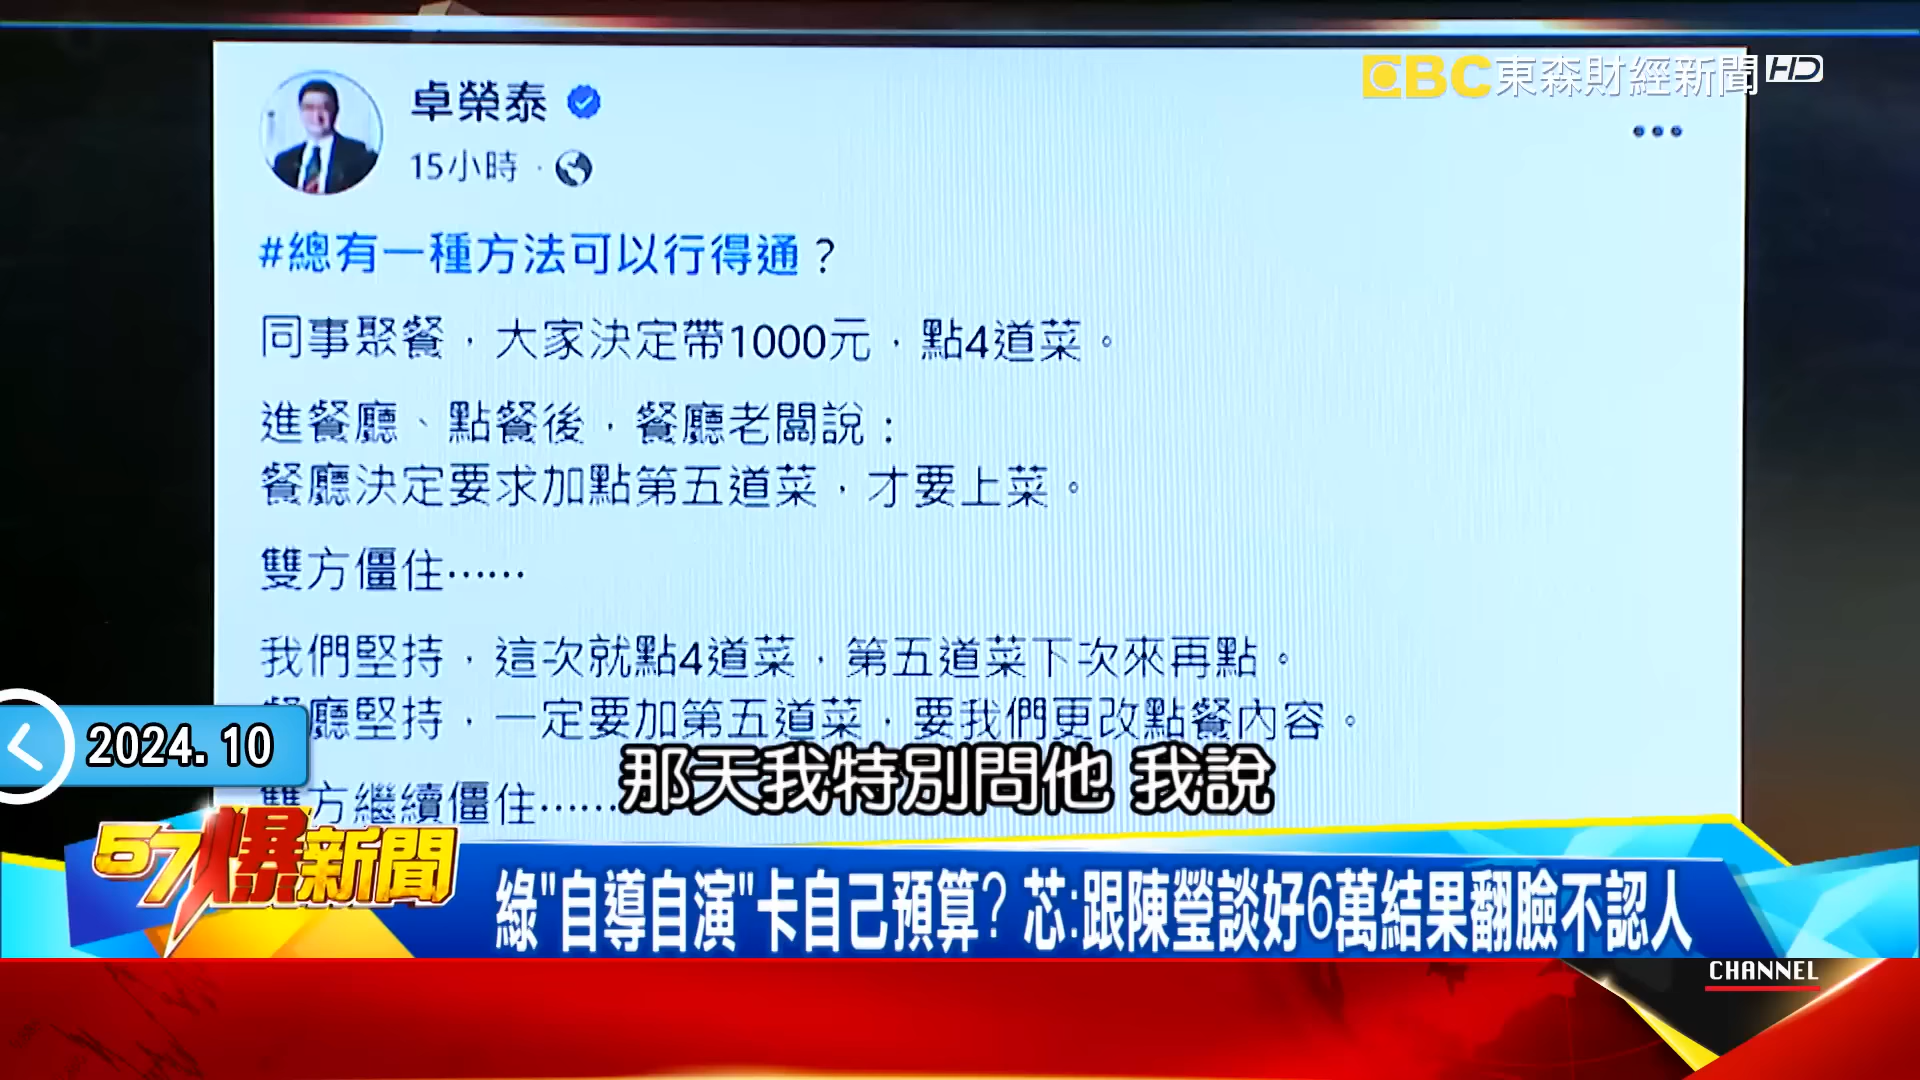 EBC東森財經新聞HD
卓榮泰
15小時
#總有一種方法可以行得通？
同事聚餐，大家決定帶1000元，點4道菜。
進餐廳、點餐後，餐廳老闆說：
餐廳決定要求加點第五道菜，才要上菜。
雙方僵住……
我們堅持，這次就點4道菜，第五道菜下次來再點。
餐廳堅持，一定要加第五道菜，要我們更改點餐內容。
2024.10
雙方繼續僵住……
那天我特別問他 我說
57爆新聞
綠"自導自演"卡自己預算? 芯:跟陳瑩談好6萬結果翻臉不認人
CHANNEL